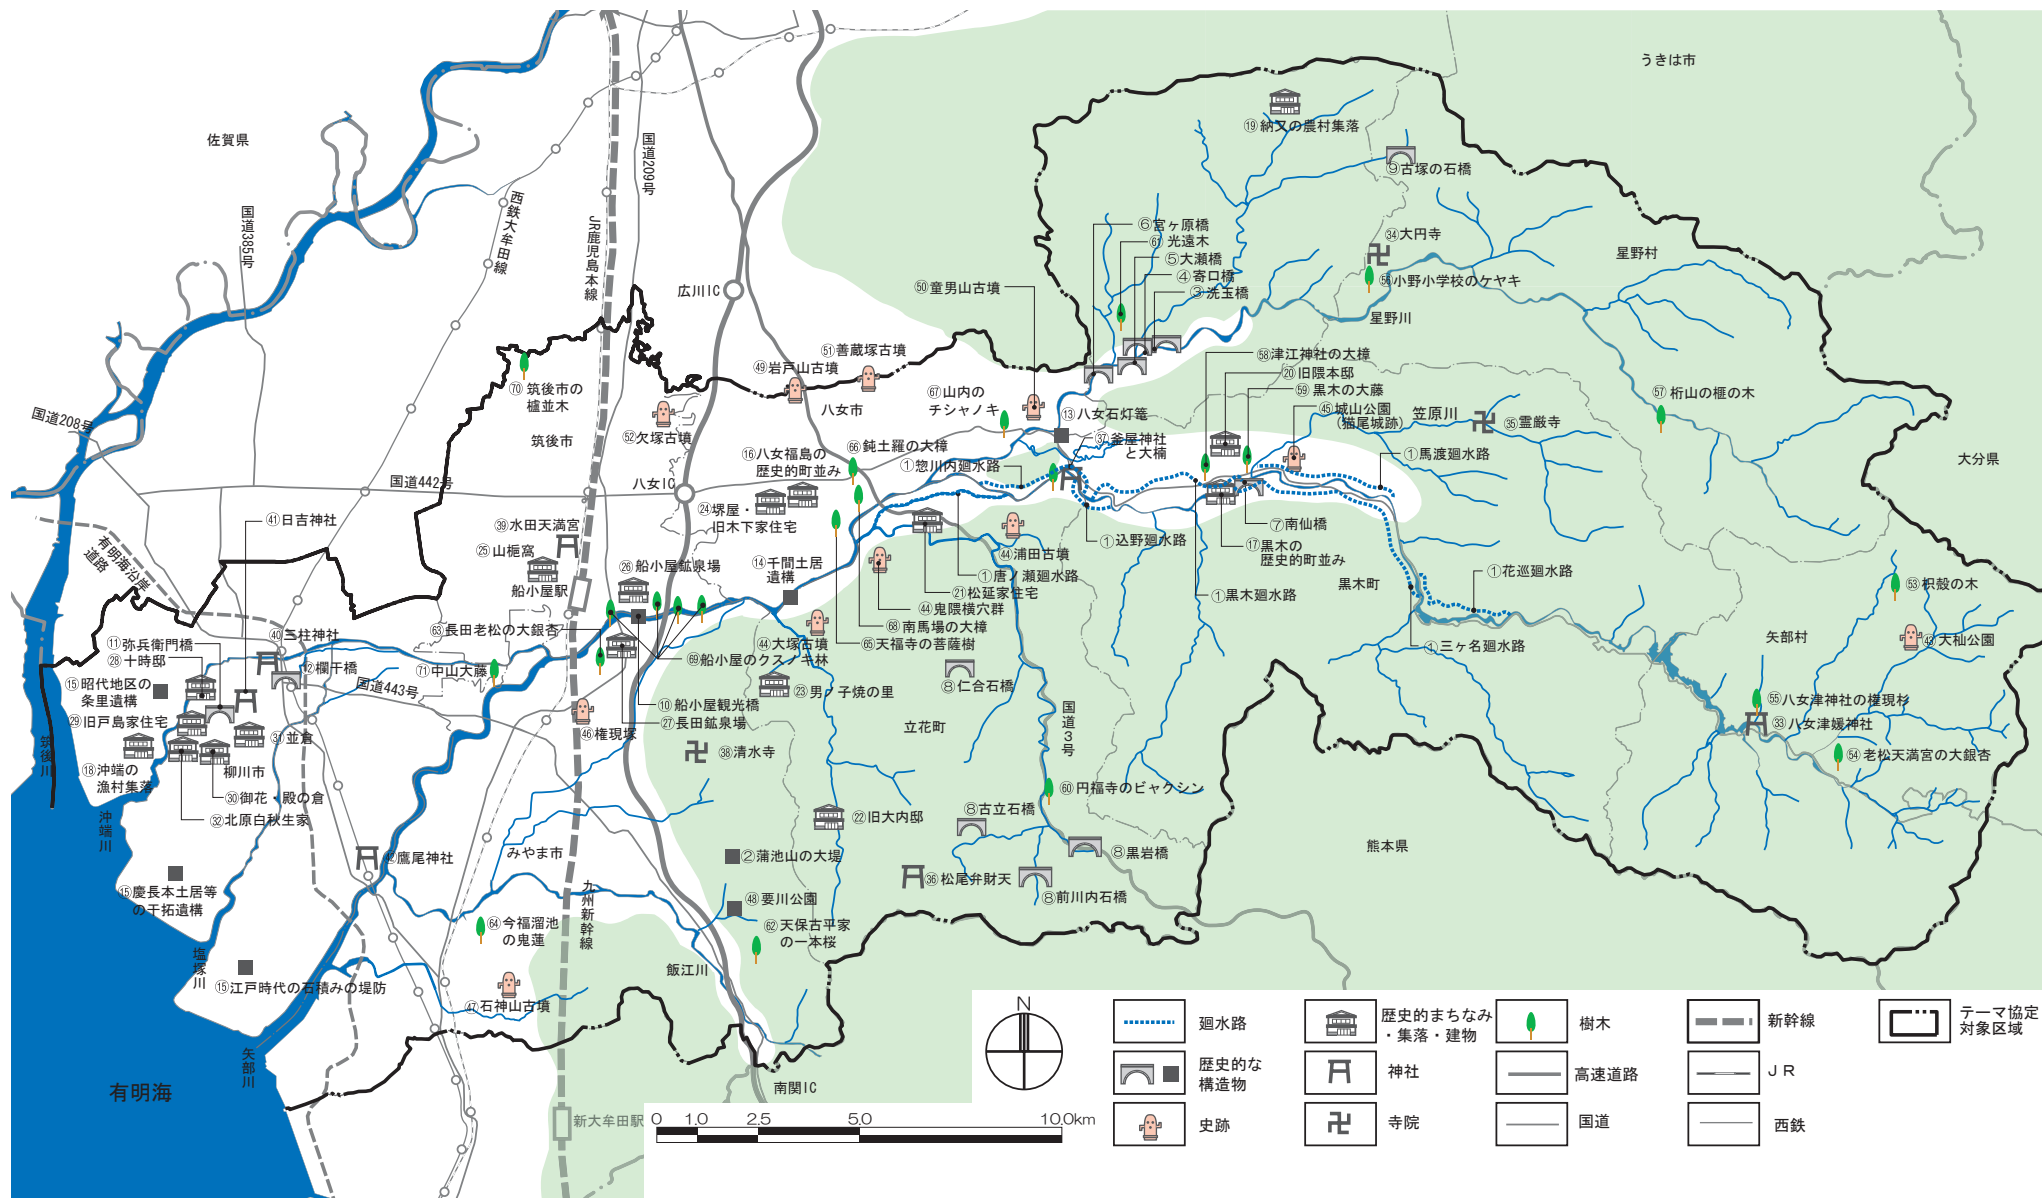 うきは市
佐賀県
⑲納又の農村集落
国道209号
⑨古塚の石橋
西鉄大牟田線
国道385号
JR鹿児島本線
⑥宮ヶ原橋
61光遠木
⑤大瀬橋
④寄口橋
③洗玉橋
㉞大円寺
56小野小学校のケヤキ
星野村
星野川
広川IC
㊿童男山古墳
51善蔵塚古墳
㊾岩戸山古墳
八女市
58津江神社の大樟
⑳旧隈本邸
59黒木の大藤
㊺城山公園
(猫尾城跡)
笠原川
㉟霊厳寺
57桁山の榧の木
大分県
70筑後市の
櫨並木
67山内の
チシャノキ
⑬八女石灯篭
㊲釜屋神社
と大楠
国道208号
筑後市
52欠塚古墳
⑯八女福島の
歴史的町並み
66鈍土羅の大樟
①惣川内廻水路
①馬渡廻水路
国道442号
八女IC
㉔堺屋・
旧木下家住宅
㊴水田天満宮
㊶日吉神社
㉕山梔窩
船小屋駅
有明海沿岸
道路
㉖船小屋鉱泉場
⑭千間土居
遺構
㊹浦田古墳
①込野廻水路
⑦南仙橋
⑰黒木の
歴史的町並み
①唐ノ瀬廻水路
㉑松延家住宅
①黒木廻水路
黒木町
①花巡廻水路
53枳殻の木
㊹鬼隈横穴群
68南馬場の大樟
65天福寺の菩薩樹
㊹大塚古墳
63長田老松の大銀杏
69船小屋のクスノキ林
①三ヶ名廻水路
矢部村
㊸大杣公園
⑪弥兵衛門橋
㊵三柱神社
㉘十時邸
⑫欄干橋
71中山大藤
国道443号
⑮昭代地区の
条里遺構
㉙旧戸島家住宅
㉛並倉
柳川市
筑後川
⑱沖端の
漁村集落
㉚御花・殿の倉
㉜北原白秋生家
沖端川
⑧仁合石橋
㉓男ノ子焼の里
⑩船小屋観光橋
㉗長田鉱泉場
㊻権現塚
㊳清水寺
立花町
国道3号
55八女津神社の権現杉
㉝八女津媛神社
54老松天満宮の大銀杏
60円福寺のビャクシン
⑧古立石橋
㉒旧大内邸
⑧黒岩橋
熊本県
㊷鷹尾神社
みやま市
②蒲池山の大堤
㊱松尾弁財天
⑧前川内石橋
⑮慶長本土居等
の干拓遺構
九州新幹線
㊽要川公園
64今福溜池
の鬼蓮
62天保古平家
の一本桜
塩塚川
飯江川
⑮江戸時代の石積みの堤防
㊼石神山古墳
矢部川
有明海
南関IC
新大牟田駅
0 1.0 2.5 5.0 10.0km
N
廻水路
歴史的まちなみ
・集落・建物
樹木
新幹線
テーマ協定
対象区域
歴史的な
構造物
神社
高速道路
JR
史跡
寺院
国道
西鉄